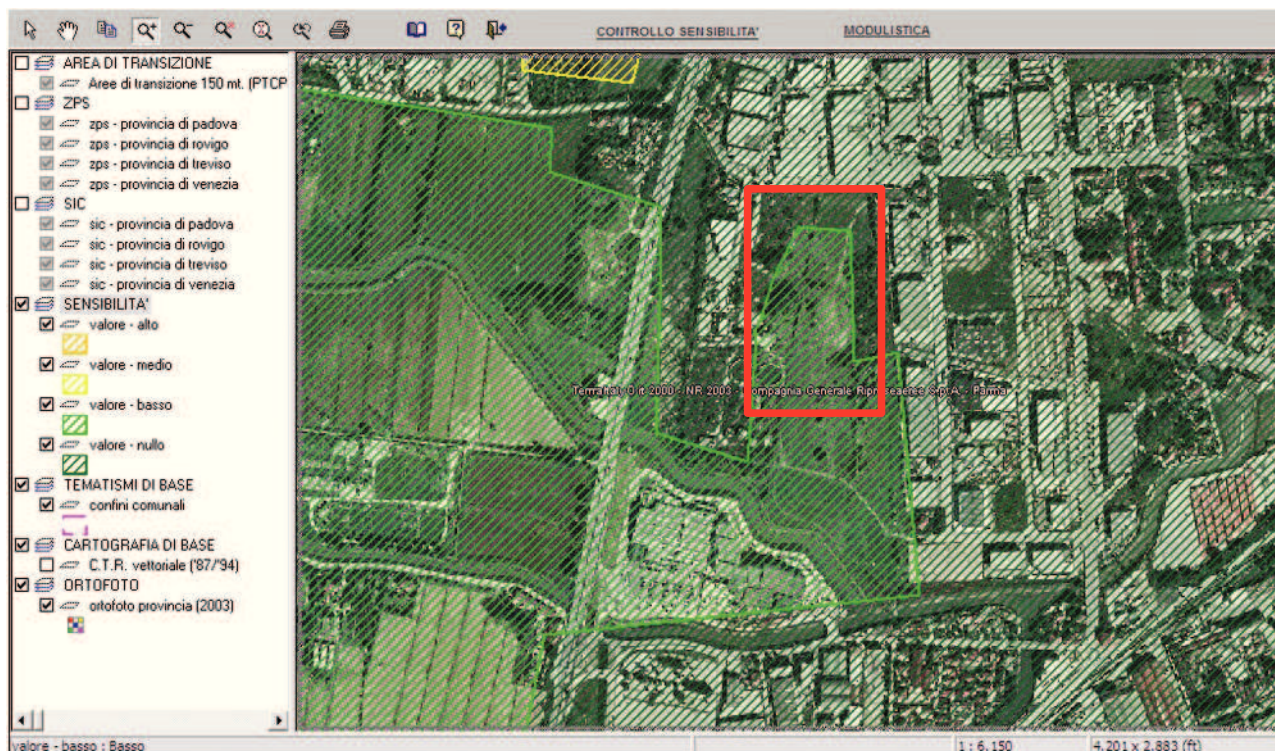 CONTROLLO SENSIBILITA'
MODULISTICA
AREA DI TRANSIZIONE
Aree di transizione 150 mt. (PTCP
ZPS
zps - provincia di padova
zps - provincia di rovigo
zps - provincia di treviso
zps - provincia di venezia
SIC
sic - provincia di padova
sic - provincia di rovigo
sic - provincia di treviso
sic - provincia di venezia
SENSIBILITA'
valore - alto
valore - medio
valore - basso
valore - nullo
TEMATISMI DI BASE
confini comunali
CARTOGRAFIA DI BASE
C.T.R. vettoriale ('87/'94)
ORTOFOTO
ortofoto provincia (2003)
2000 - NR 2003 - Compagnia Generale Ripreseaeree S.p.A. - Parma
valore - basso : Basso
1 : 6.150
4.201 x 2.883 (ft)